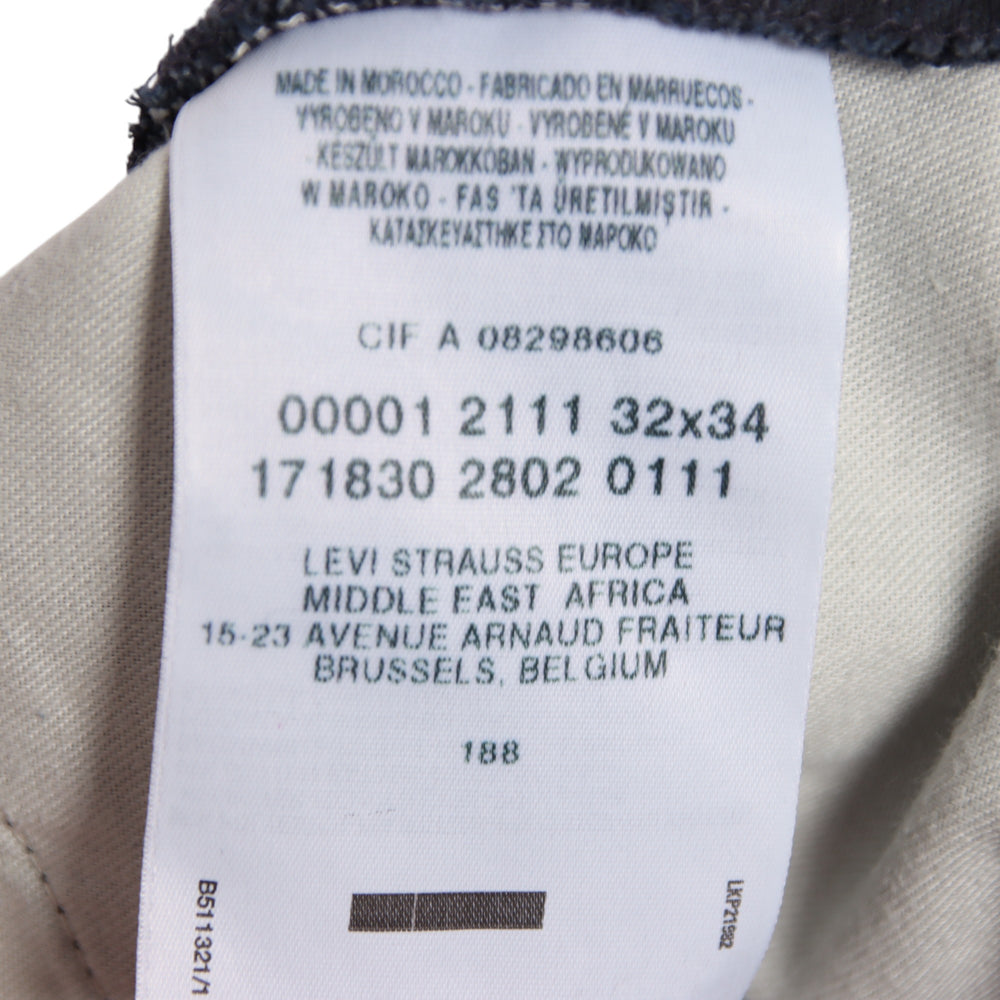 MADE IN MOROCCO - FABRICADO EN MARRUECOS -
VYROBENO V MAROKU - VYROBENÉ V MAROKU
- KÉSZÜLT MAROKKÓBAN - WYPRODUKOWANO
W MAROKO - FAS 'TA ÜRETILMIŞTIR -
ΚΑΤΑΣΚΕΥΑΣΤΗΚΕ ΣΤΟ ΜΑΡΟΚΟ
CIF A 08298606
00001 2111 32x34
171830 2802 0111
LEVI STRAUSS EUROPE
MIDDLE EAST AFRICA
15-23 AVENUE ARNAUD FRAITEUR
BRUSSELS, BELGIUM
188
B511321/1
LKP21982